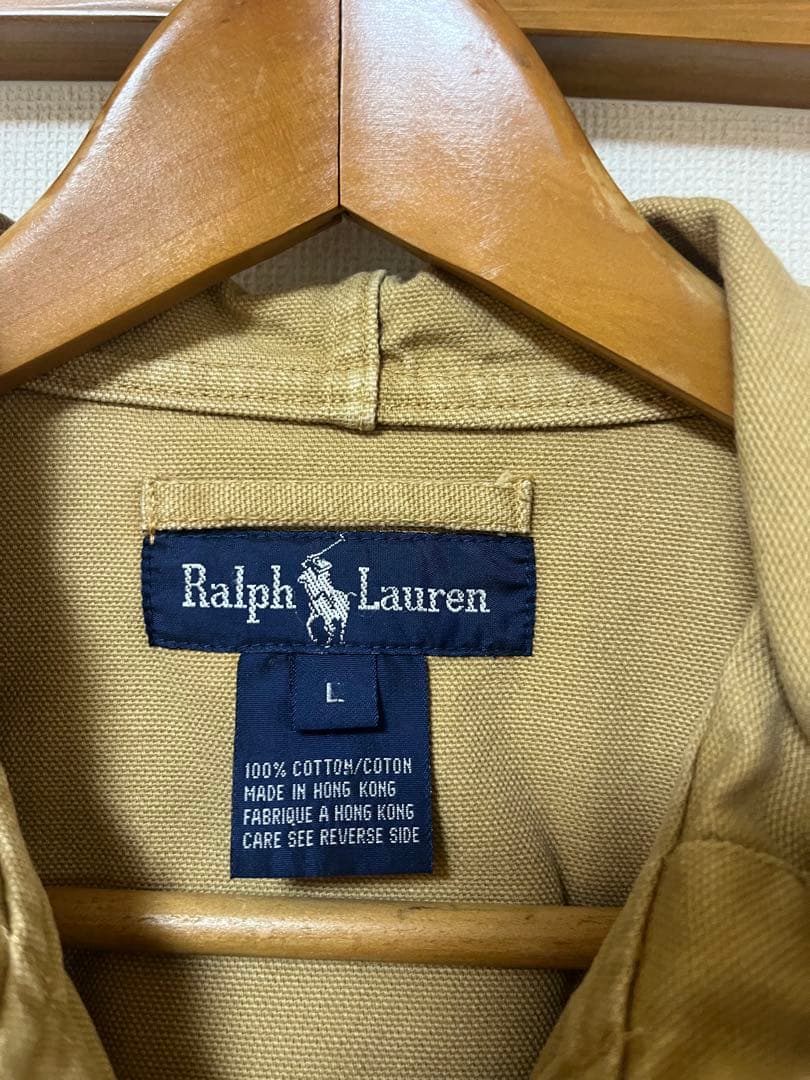 Ralph Lauren
L
100% COTTON/COTON
MADE IN HONG KONG
FABRIQUE A HONG KONG
CARE SEE REVERSE SIDE